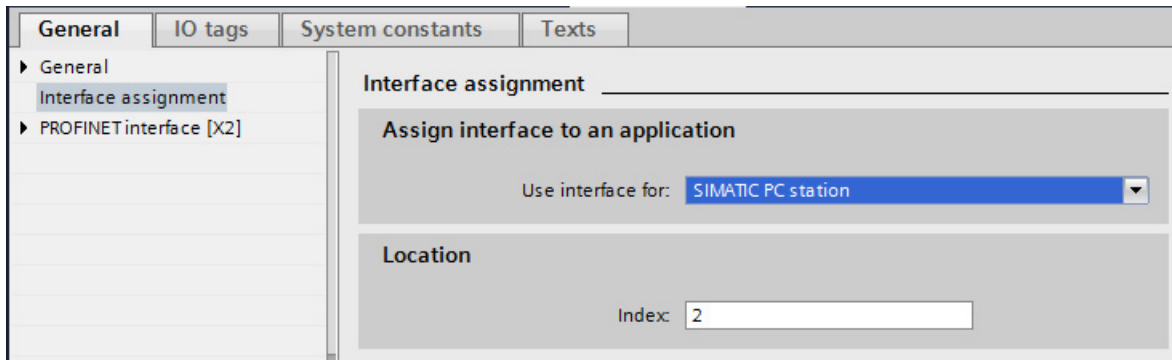 General IO tags System constants Texts
General
Interface assignment
PROFINET interface [X2]
Interface assignment
Assign interface to an application
Use interface for: SIMATIC PC station
Location
Index: 2